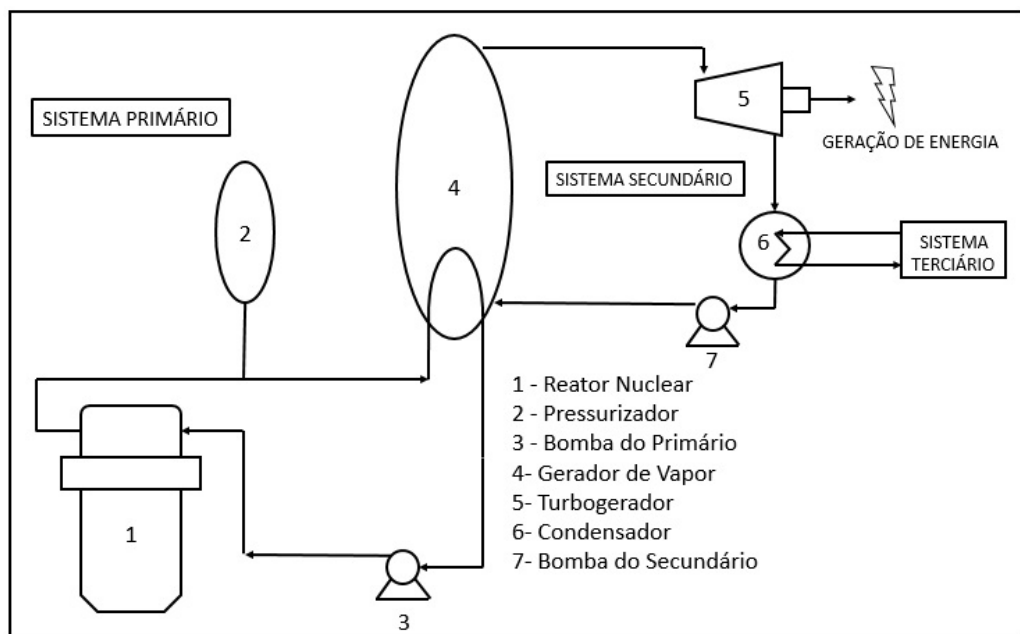 SISTEMA PRIMÁRIO
5
GERAÇÃO DE ENERGIA
SISTEMA SECUNDÁRIO
4
2
6
SISTEMA
TERCIÁRIO
7
1 - Reator Nuclear
2 - Pressurizador
3 - Bomba do Primário
4- Gerador de Vapor
5- Turbogerador
6- Condensador
7- Bomba do Secundário
1
3